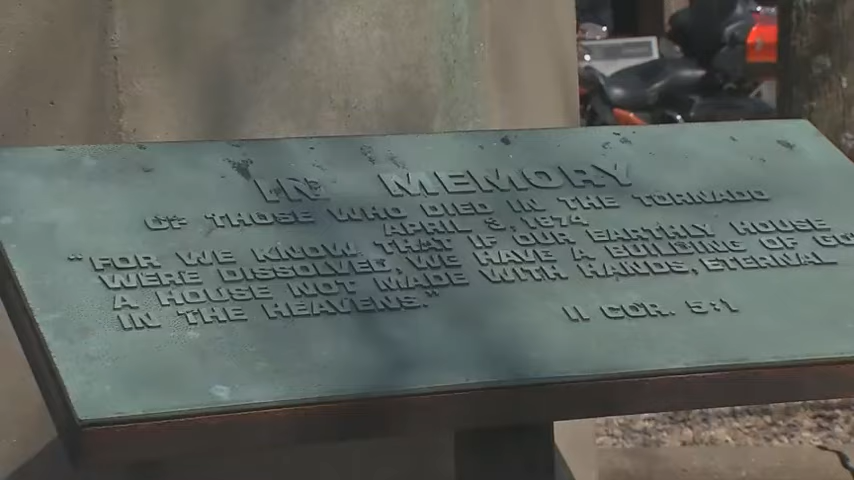 IN MEMORY
OF THOSE WHO DIED IN THE TORNADO
APRIL 3, 1974
"FOR WE KNOW THAT IF OUR EARTHLY HOUSE
WERE DISSOLVED, WE HAVE A BUILDING OF GO
A HOUSE NOT MADE WITH HANDS, ETERNAL
IN THE HEAVENS."
II COR. 5:1